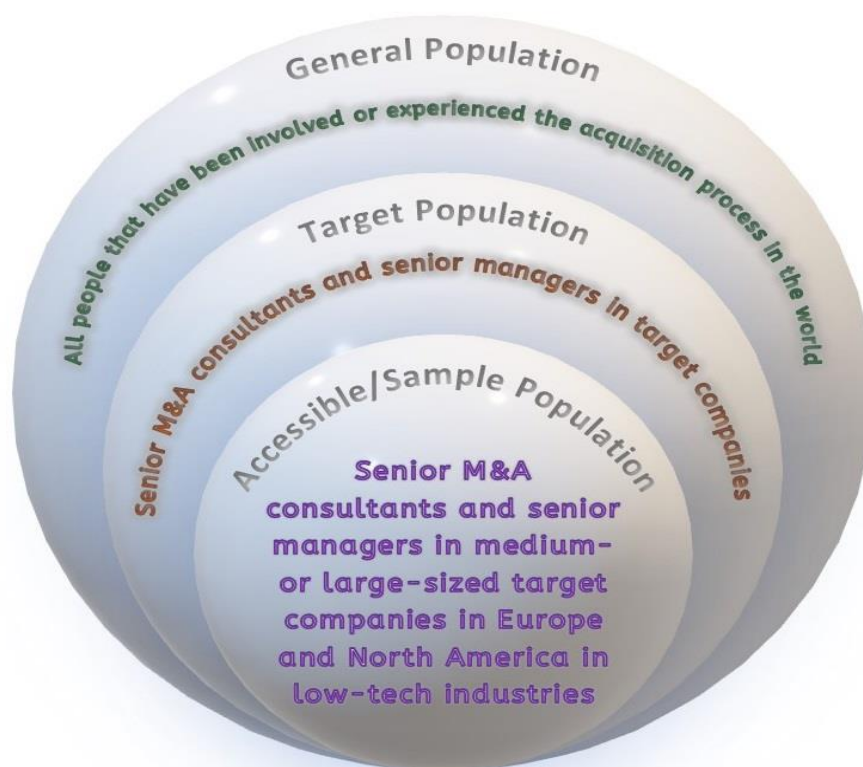 General Population
All people that have been involved or experienced the acquisition process in the world
Target Population
Senior M&A consultants and senior managers in target companies
Accessible/Sample Population
Senior M&A
consultants and senior
managers in medium-
or large-sized target
companies in Europe
and North America in
low-tech industries